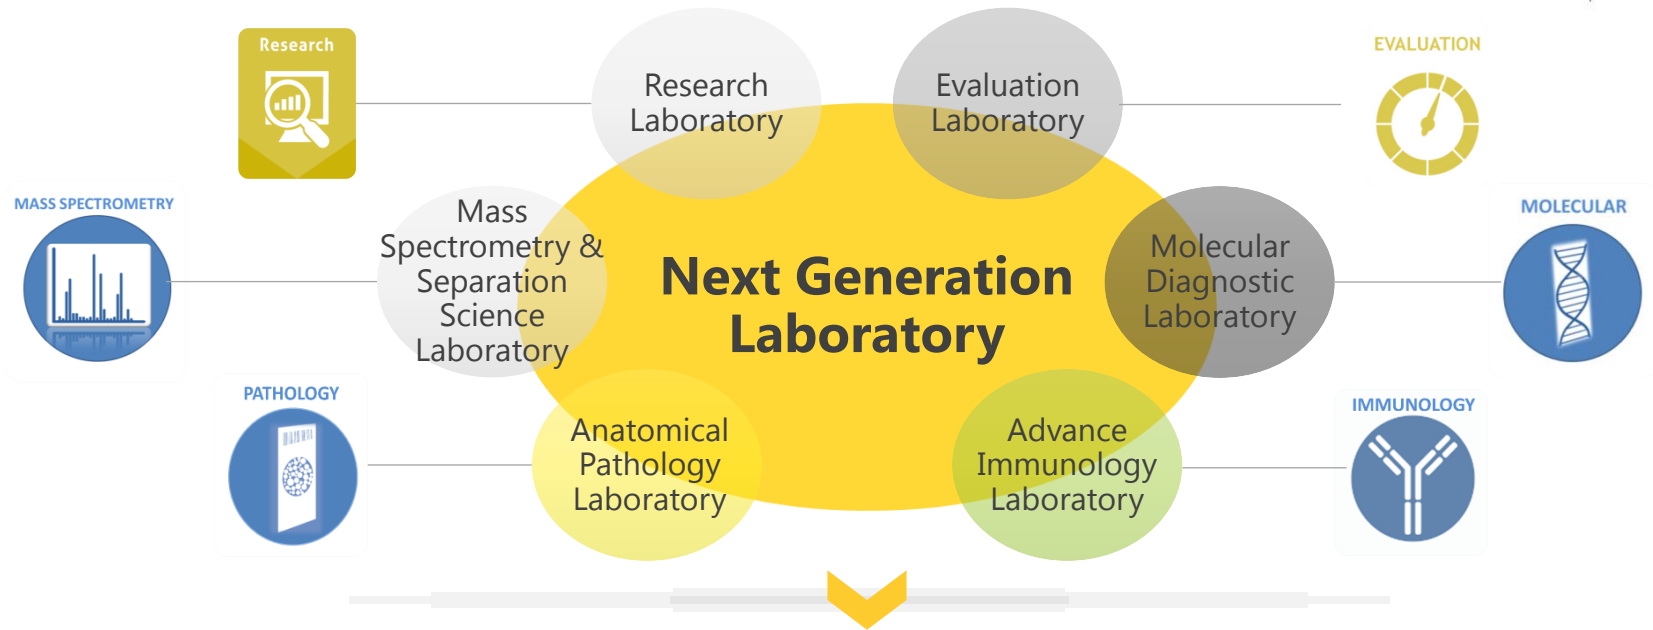 Research
Research
Laboratory
Evaluation
Laboratory
EVALUATION
MASS SPECTROMETRY
Mass
Spectrometry &
Separation
Science
Laboratory
Next Generation
Laboratory
Molecular
Diagnostic
Laboratory
MOLECULAR
PATHOLOGY
Anatomical
Pathology
Laboratory
Advance
Immunology
Laboratory
IMMUNOLOGY